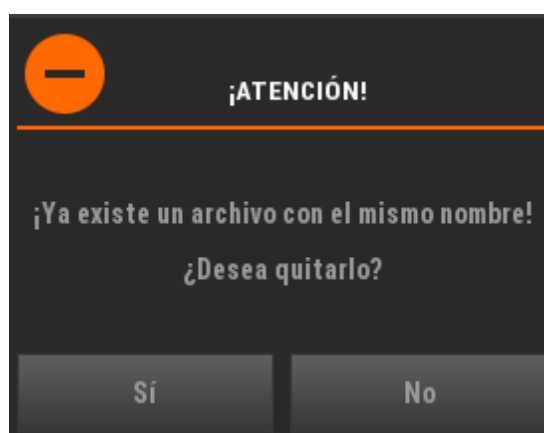 ¡ATENCIÓN!
¡Ya existe un archivo con el mismo nombre!
¿Desea quitarlo?
Sí
No